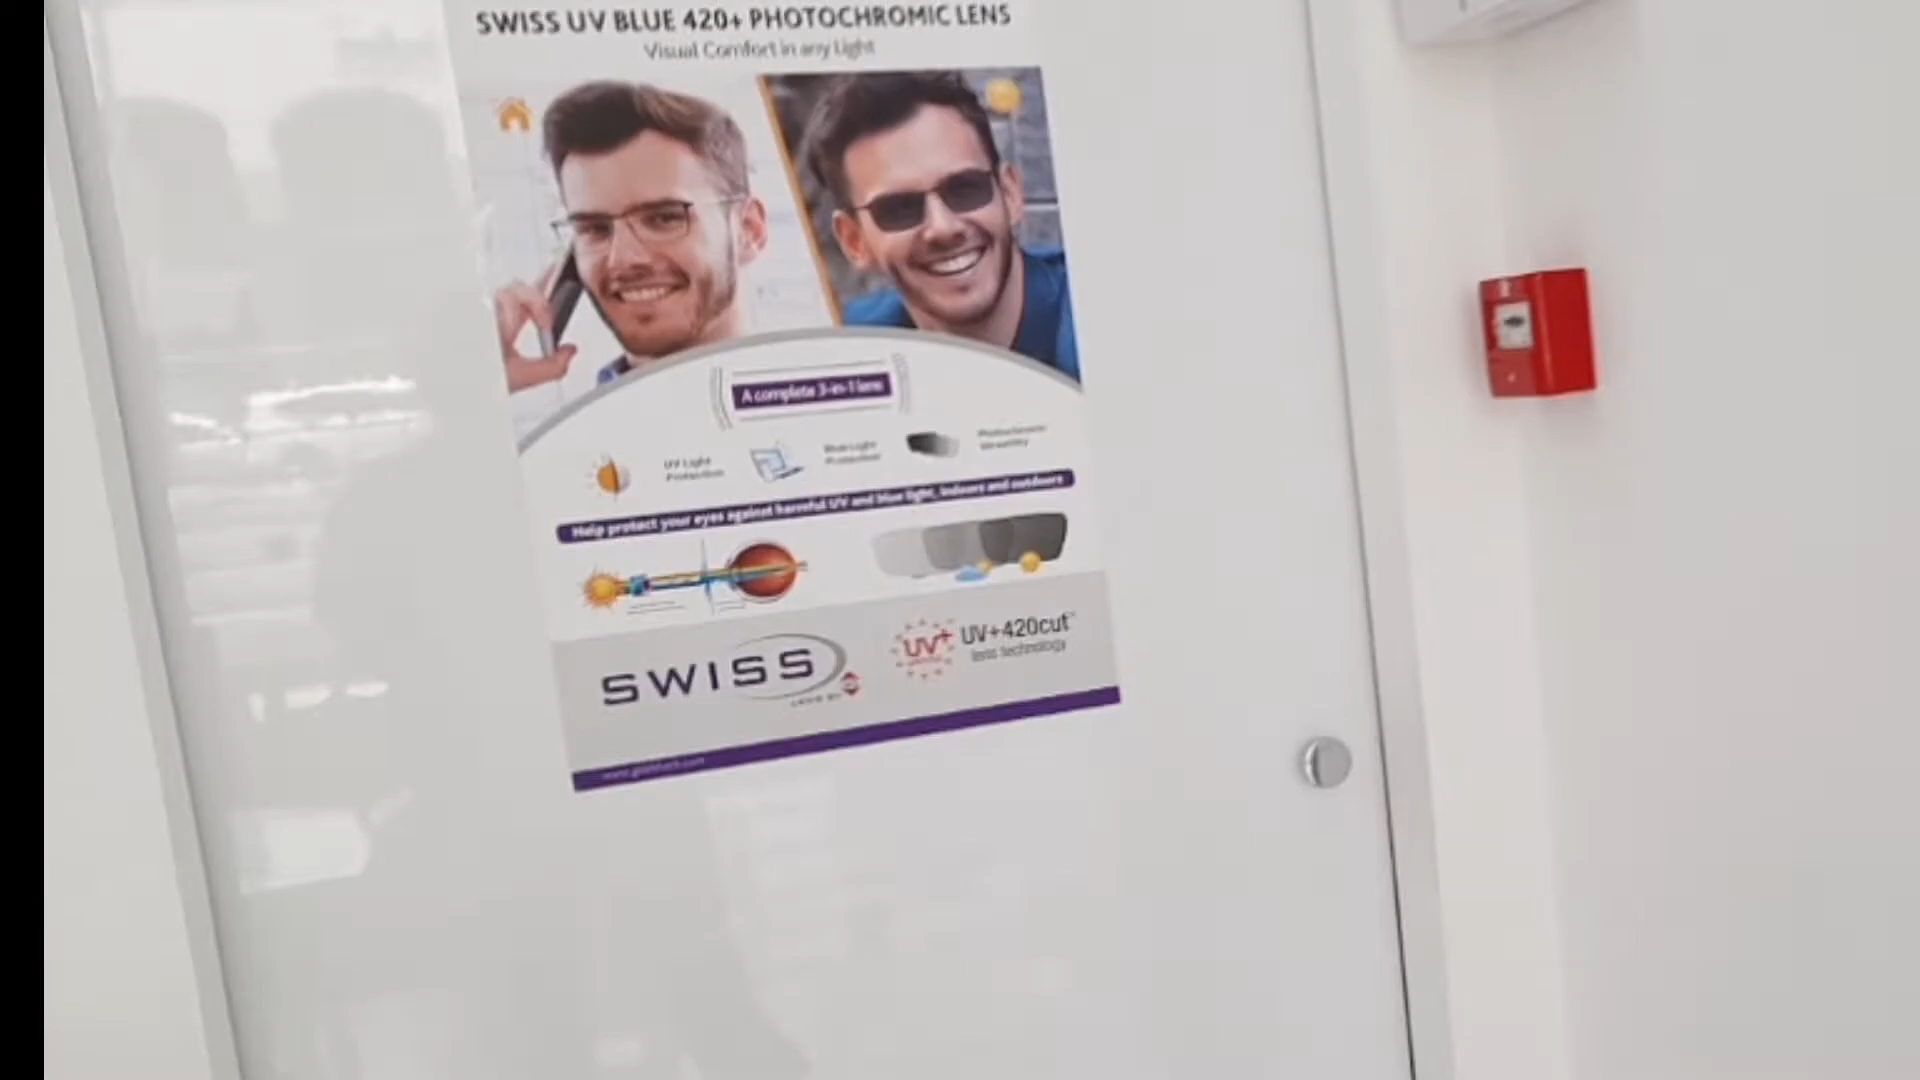 SWISS UV BLUE 420+ PHOTOCHROMIC LENS
Visual Comfort in any Light
A complete 3-in-1 lens
UV Light
Protection
Blue Light
Protection
Photochromic
Help protect your eyes against harmful UV and blue light, indoors and outdoors
SWISS
UV+
UV+420cut™
lens technology